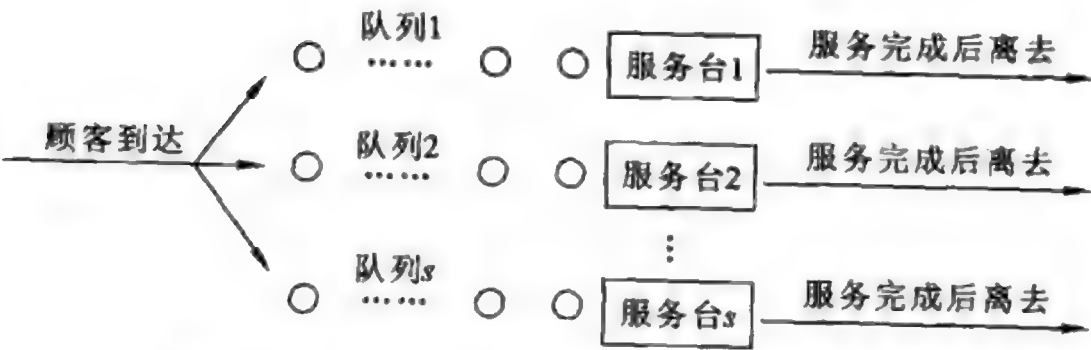 队列1
……
服务台1
服务完成后离去
顾客到达
队列2
……
服务台2
服务完成后离去
⋮
队列s
……
服务台s
服务完成后离去